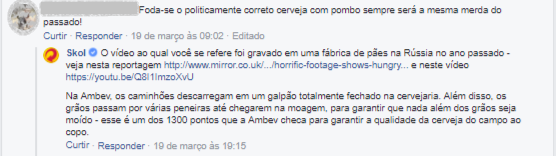 Foda-se o politicamente correto cerveja com pombo sempre será a mesma merda do
passado!
Curtir · Responder · 19 de março às 09:02 · Editado
Skol O vídeo ao qual você se refere foi gravado em uma fábrica de pães na Rússia no ano passado -
veja nesta reportagem http://www.mirror.co.uk/.../horrific-footage-shows-hungry... e neste vídeo
https://youtu.be/Q8l1ImzoXvU
Na Ambev, os caminhões descarregam em um galpão totalmente fechado na cervejaria. Além disso, os
grãos passam por várias peneiras até chegarem na moagem, para garantir que nada além dos grãos seja
moído - esse é um dos 1300 pontos que a Ambev checa para garantir a qualidade da cerveja do campo ao
copo.
Curtir · Responder · 19 de março às 19:15